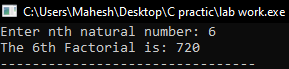 C:\Users\Mahesh\Desktop\C practic\lab work.exe
Enter nth natural number: 6
The 6th Factorial is: 720
--------------------------------